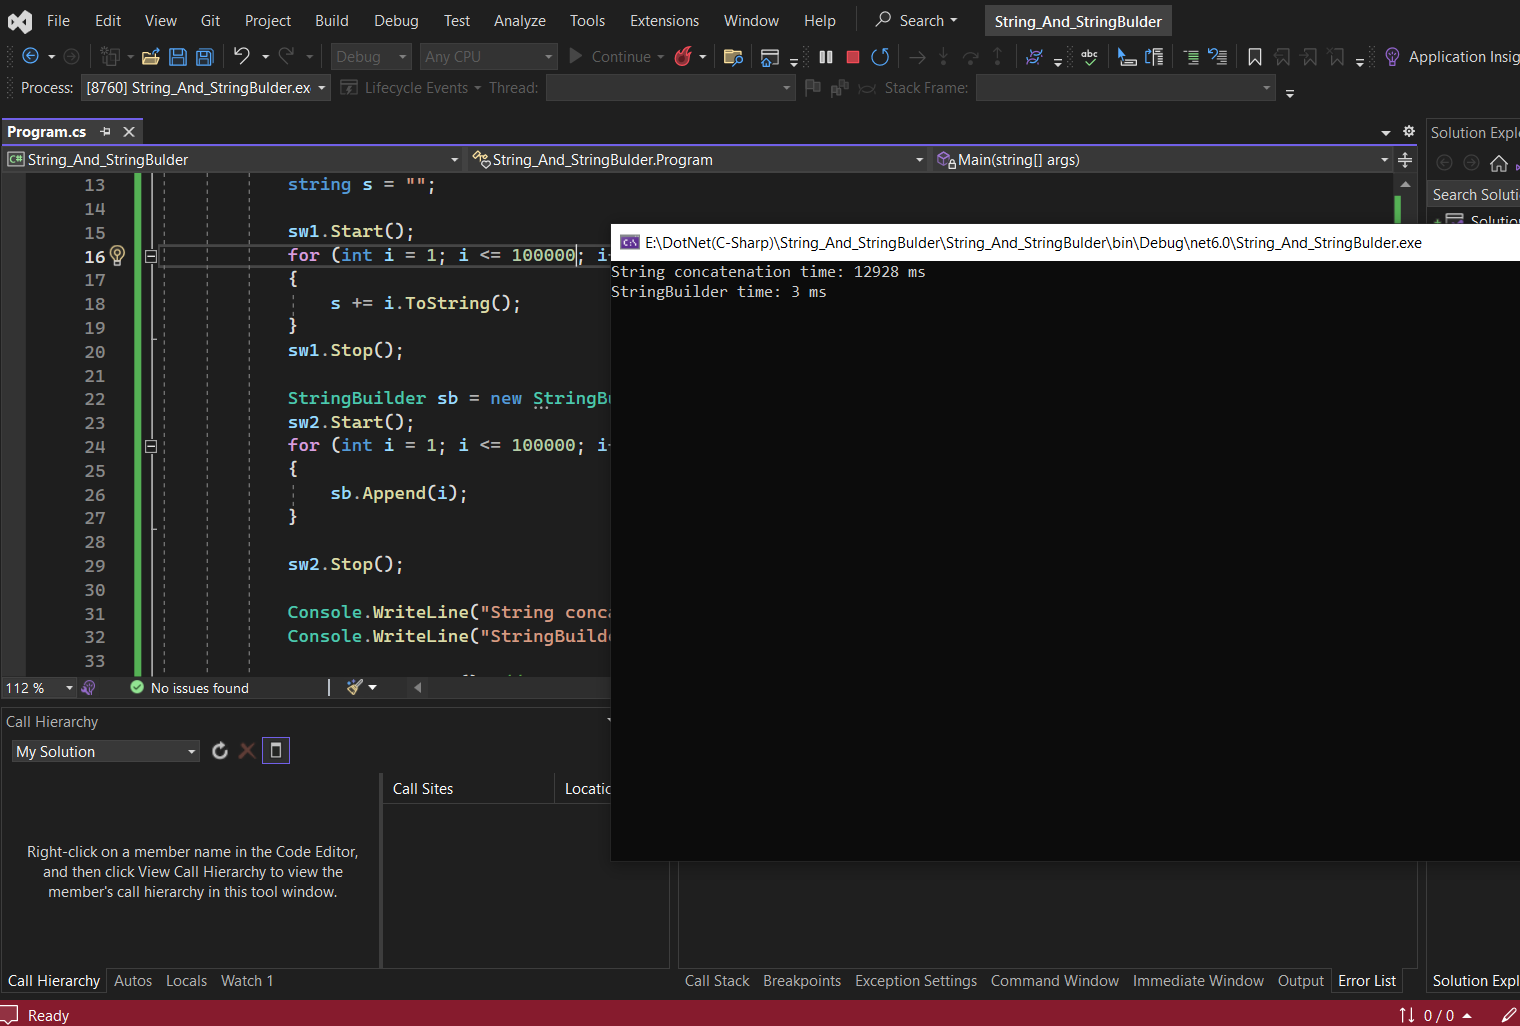 File Edit View Git Project Build Debug Test Analyze Tools Extensions Window Help Search String_And_StringBulder
Debug Any CPU Continue abc Application Insig
Process: [8760] String_And_StringBulder.ex Lifecycle Events Thread: Stack Frame:
Program.cs Solution Explo
C# String_And_StringBulder String_And_StringBulder.Program Main(string[] args)
Search Soluti
Solution
13 string s = "";
14
15 sw1.Start();
16 for (int i = 1; i <= 100000; i
17 {
18 s += i.ToString();
19 }
20 sw1.Stop();
21
22 StringBuilder sb = new StringBu
23 sw2.Start();
24 for (int i = 1; i <= 100000; i
25 {
26 sb.Append(i);
27 }
28
29 sw2.Stop();
30
31 Console.WriteLine("String conca
32 Console.WriteLine("StringBuilde
33
E:\DotNet(C-Sharp)\String_And_StringBulder\String_And_StringBulder\bin\Debug\net6.0\String_And_StringBulder.exe
String concatenation time: 12928 ms
StringBuilder time: 3 ms
112 % No issues found
Call Hierarchy
My Solution
Call Sites Locatio
Right-click on a member name in the Code Editor,
and then click View Call Hierarchy to view the
member's call hierarchy in this tool window.
Call Hierarchy Autos Locals Watch 1 Call Stack Breakpoints Exception Settings Command Window Immediate Window Output Error List Solution Expl
Ready 0 / 0